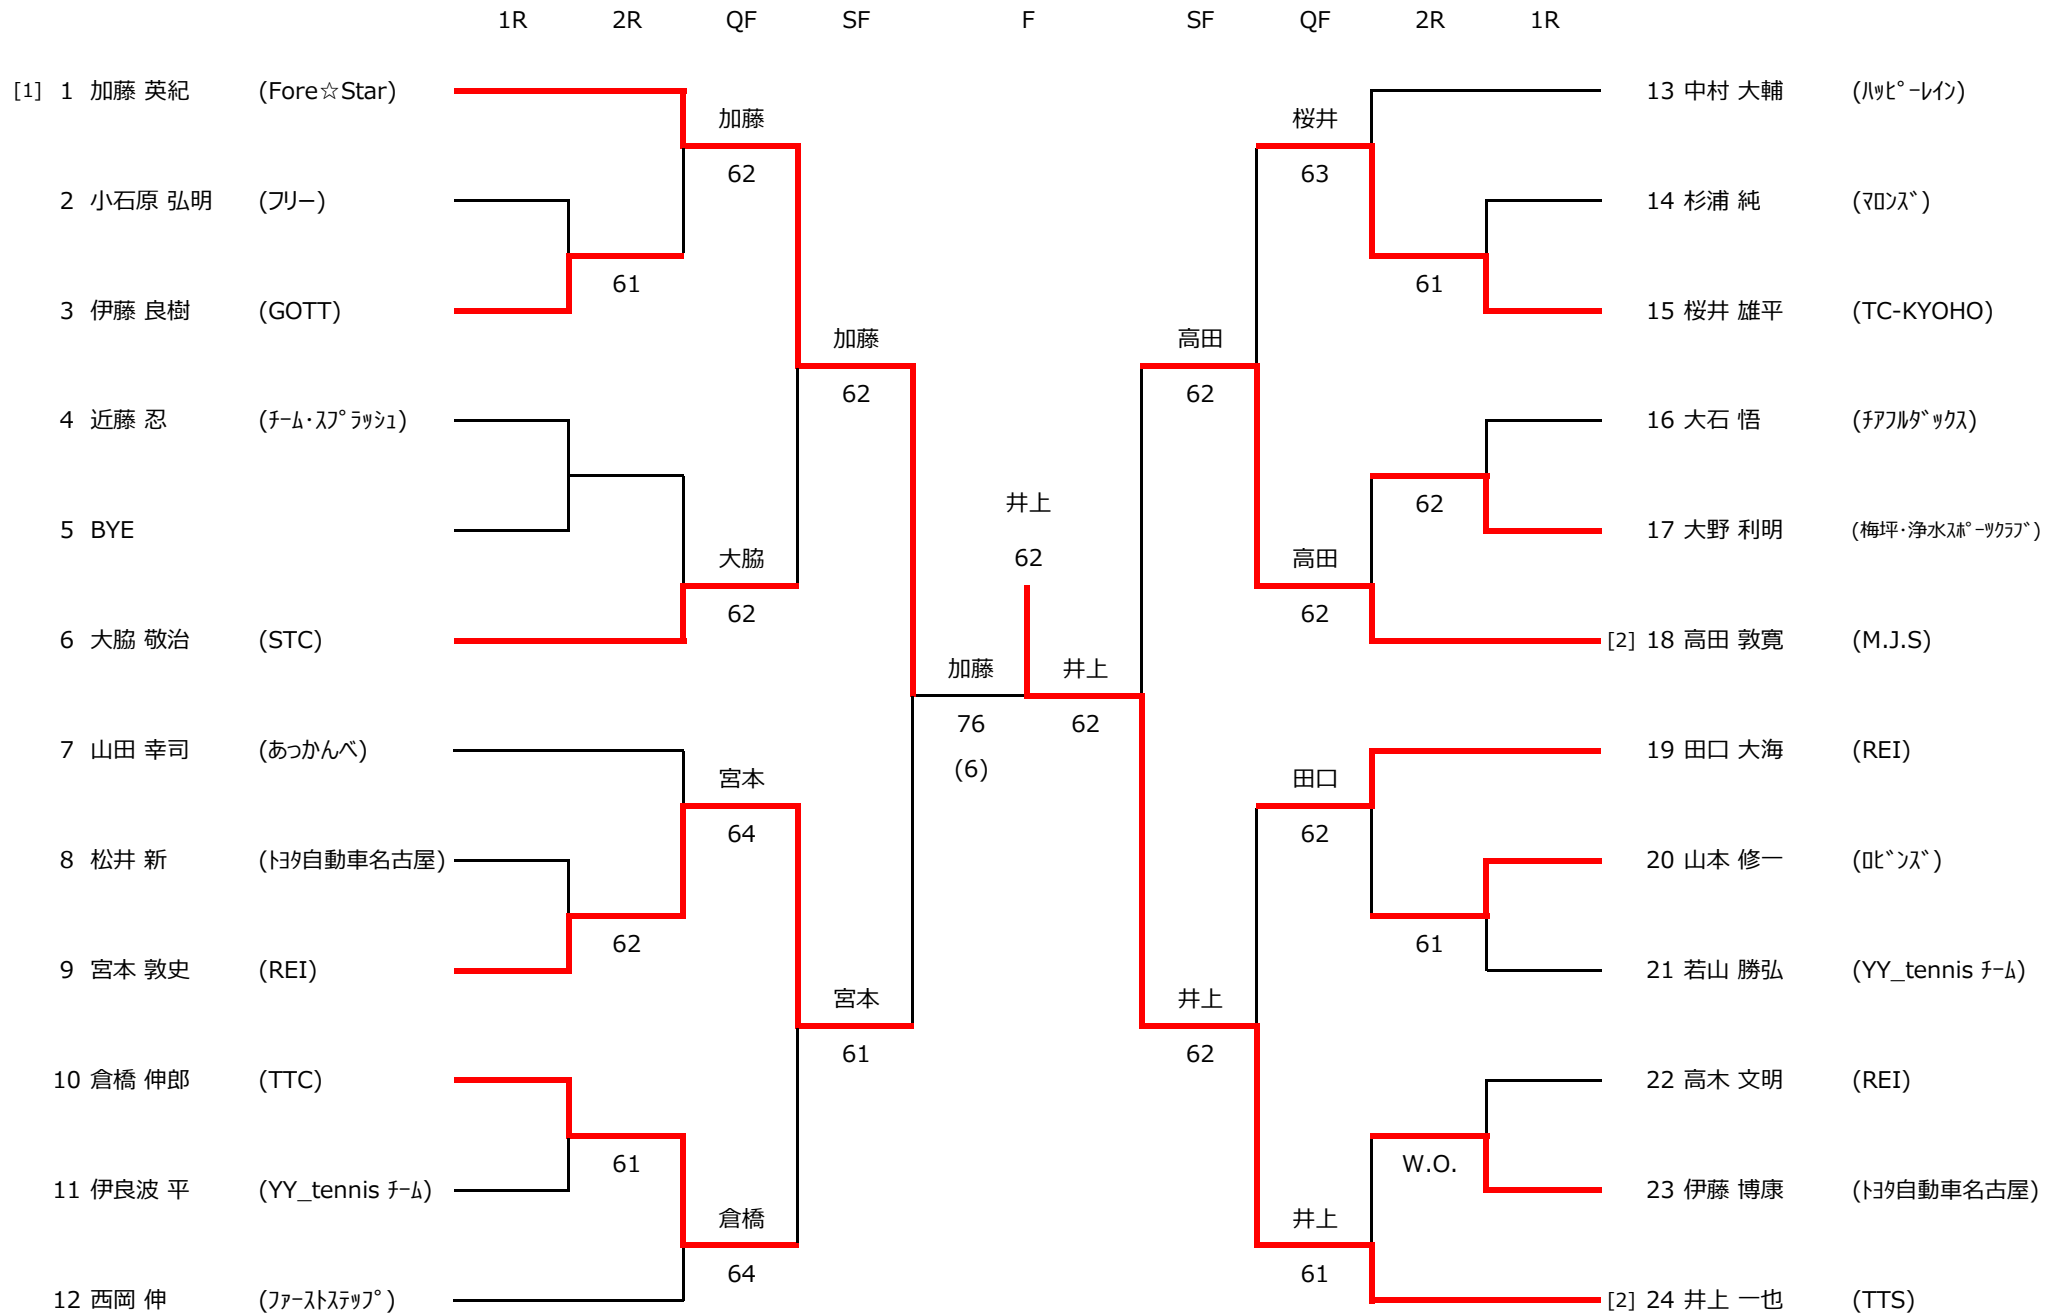 1R 2R QF SF F SF QF 2R 1R
[1] 1 加藤 英紀 (Fore☆Star)
加藤
62
2 小石原 弘明 (フリー)
61
3 伊藤 良樹 (GOTT)
加藤
62
4 近藤 忍 (ﾁｰﾑ･ｽﾌﾟﾗｯｼｭ)
5 BYE
大脇
62
6 大脇 敬治 (STC)
加藤
76
(6)
7 山田 幸司 (あっかんべ)
宮本
64
8 松井 新 (ﾄﾖﾀ自動車名古屋)
62
9 宮本 敦史 (REI)
宮本
61
10 倉橋 伸郎 (TTC)
61
11 伊良波 平 (YY_tennis ﾁｰﾑ)
倉橋
64
12 西岡 伸 (ﾌｧｰｽﾄｽﾃｯﾌﾟ)
井上
62
井上
62
13 中村 大輔 (ﾊｯﾋﾟｰﾚｲﾝ)
桜井
63
14 杉浦 純 (ﾏﾛﾝｽﾞ)
61
15 桜井 雄平 (TC-KYOHO)
高田
62
16 大石 悟 (ﾁｱﾌﾙﾀﾞｯｸｽ)
62
17 大野 利明 (梅坪･浄水ｽﾎﾟｰﾂｸﾗﾌﾞ)
高田
62
[2] 18 高田 敦寛 (M.J.S)
19 田口 大海 (REI)
田口
62
20 山本 修一 (ﾛﾋﾞﾝｽﾞ)
61
21 若山 勝弘 (YY_tennis ﾁｰﾑ)
井上
62
22 高木 文明 (REI)
W.O.
23 伊藤 博康 (ﾄﾖﾀ自動車名古屋)
井上
61
[2] 24 井上 一也 (TTS)